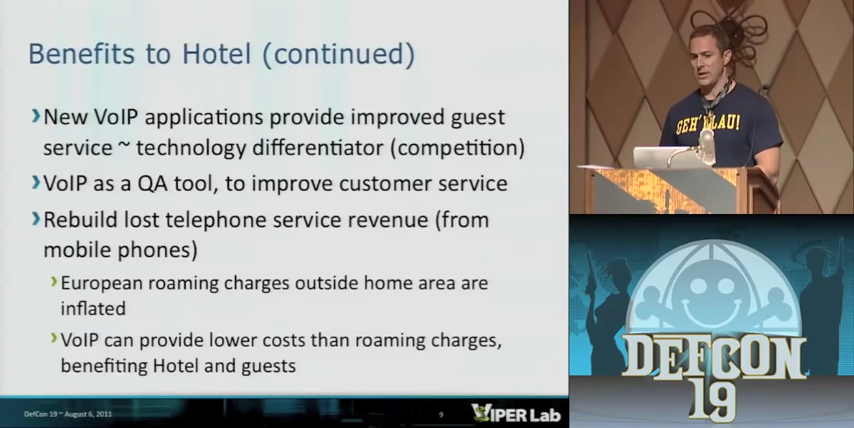 Benefits to Hotel (continued)
›New VoIP applications provide improved guest
service ~ technology differentiator (competition)
›VoIP as a QA tool, to improve customer service
›Rebuild lost telephone service revenue (from
mobile phones)
›European roaming charges outside home area are
inflated
›VoIP can provide lower costs than roaming charges,
benefiting Hotel and guests
DefCon 19 ~ August 6, 2011
9
VIPER Lab
DEFCON
19